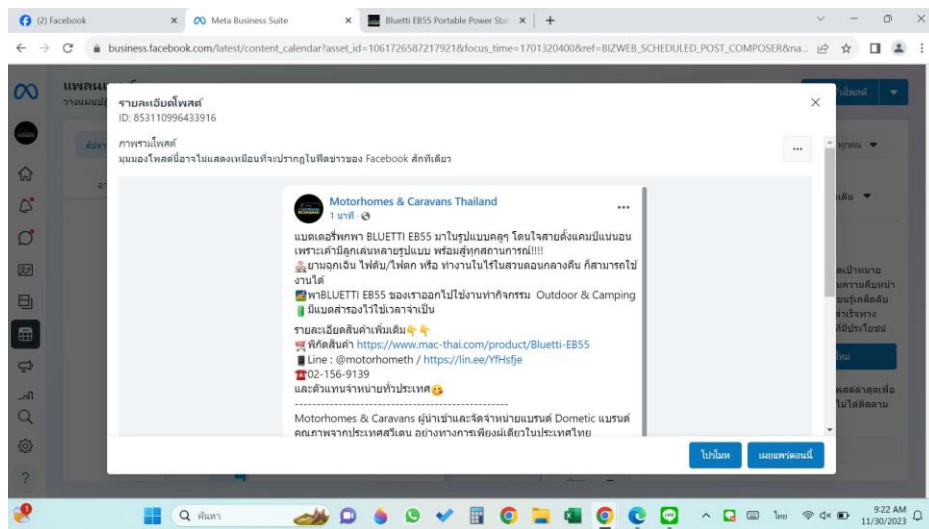 (2) Facebook
Meta Business Suite
Bluetti EB55 Portable Power Stat
business.facebook.com/latest/content_calendar?asset_id=106172658721792&focus_time=1701320400&ref=BIZWEB_SCHEDULED_POST_COMPOSER&na...
รายละเอียดโพสต์
ID: 853110996433916
ภาพรวมโพสต์
มุมมองโพสต์นี้อาจไม่แสดงเหมือนที่จะปรากฏในฟีดข่าวของ Facebook สักทีเดียว
Motorhomes & Caravans Thailand
1 นาที
แบตเตอรี่พกพา BLUETTI EB55 มาในรูปแบบคลูๆ โดนใจสายตั้งแคมป์แน่นอน
เพราะเค้ามีลูกเล่นหลายรูปแบบ พร้อมสู้ทุกสถานการณ์!!!!
ยามฉุกเฉิน ไฟดับ/ไฟตก หรือ ทำงานในไร่ในสวนตอนกลางคืน ก็สามารถใช้
งานได้
พาBLUETTI EB55 ของเราออกไปใช้งานทำกิจกรรม Outdoor & Camping
มีแบตสำรองไว้ใช้เวลาจำเป็น
รายละเอียดสินค้าเพิ่มเติม
พิกัดสินค้า https://www.mac-thai.com/product/Bluetti-EB55
Line : @motorhometh / https://lin.ee/YfHsfje
02-156-9139
และตัวแทนจำหน่ายทั่วประเทศ
------------------------------------------------
Motorhomes & Caravans ผู้นำเข้าและจัดจำหน่ายแบรนด์ Dometic แบรนด์
คุณภาพจากประเทศสวีเดน อย่างทางการเพียงผู้เดียวในประเทศไทย
โปรโมท
เผยแพร่ตอนนี้
ค้นหา
ไทย
9:22 AM
11/30/2023